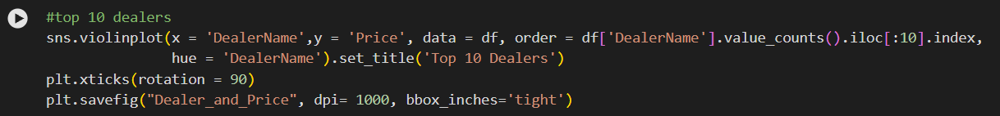 #top 10 dealers
sns.violinplot(x = 'DealerName',y = 'Price', data = df, order = df['DealerName'].value_counts().iloc[:10].index,
               hue = 'DealerName').set_title('Top 10 Dealers')
plt.xticks(rotation = 90)
plt.savefig("Dealer_and_Price", dpi= 1000, bbox_inches='tight')